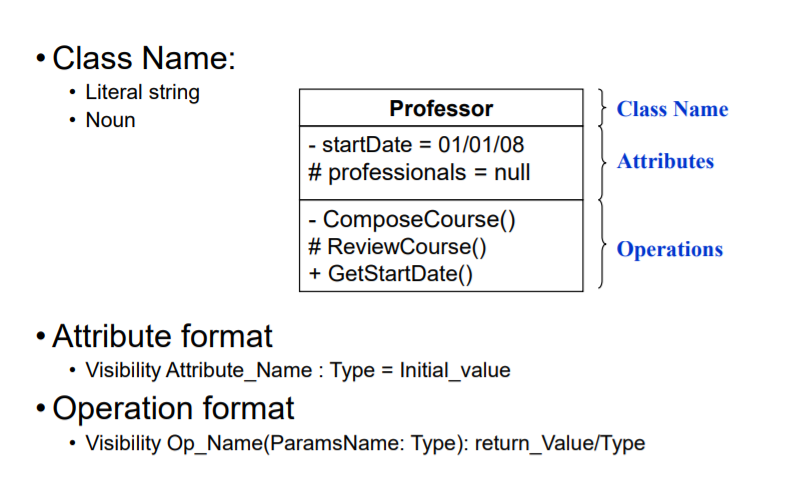 • Class Name:
• Literal string
• Noun
Professor
- startDate = 01/01/08
# professionals = null
- ComposeCourse()
# ReviewCourse()
+ GetStartDate()
Class Name
Attributes
Operations
• Attribute format
• Visibility Attribute_Name : Type = Initial_value
• Operation format
• Visibility Op_Name(ParamsName: Type): return_Value/Type